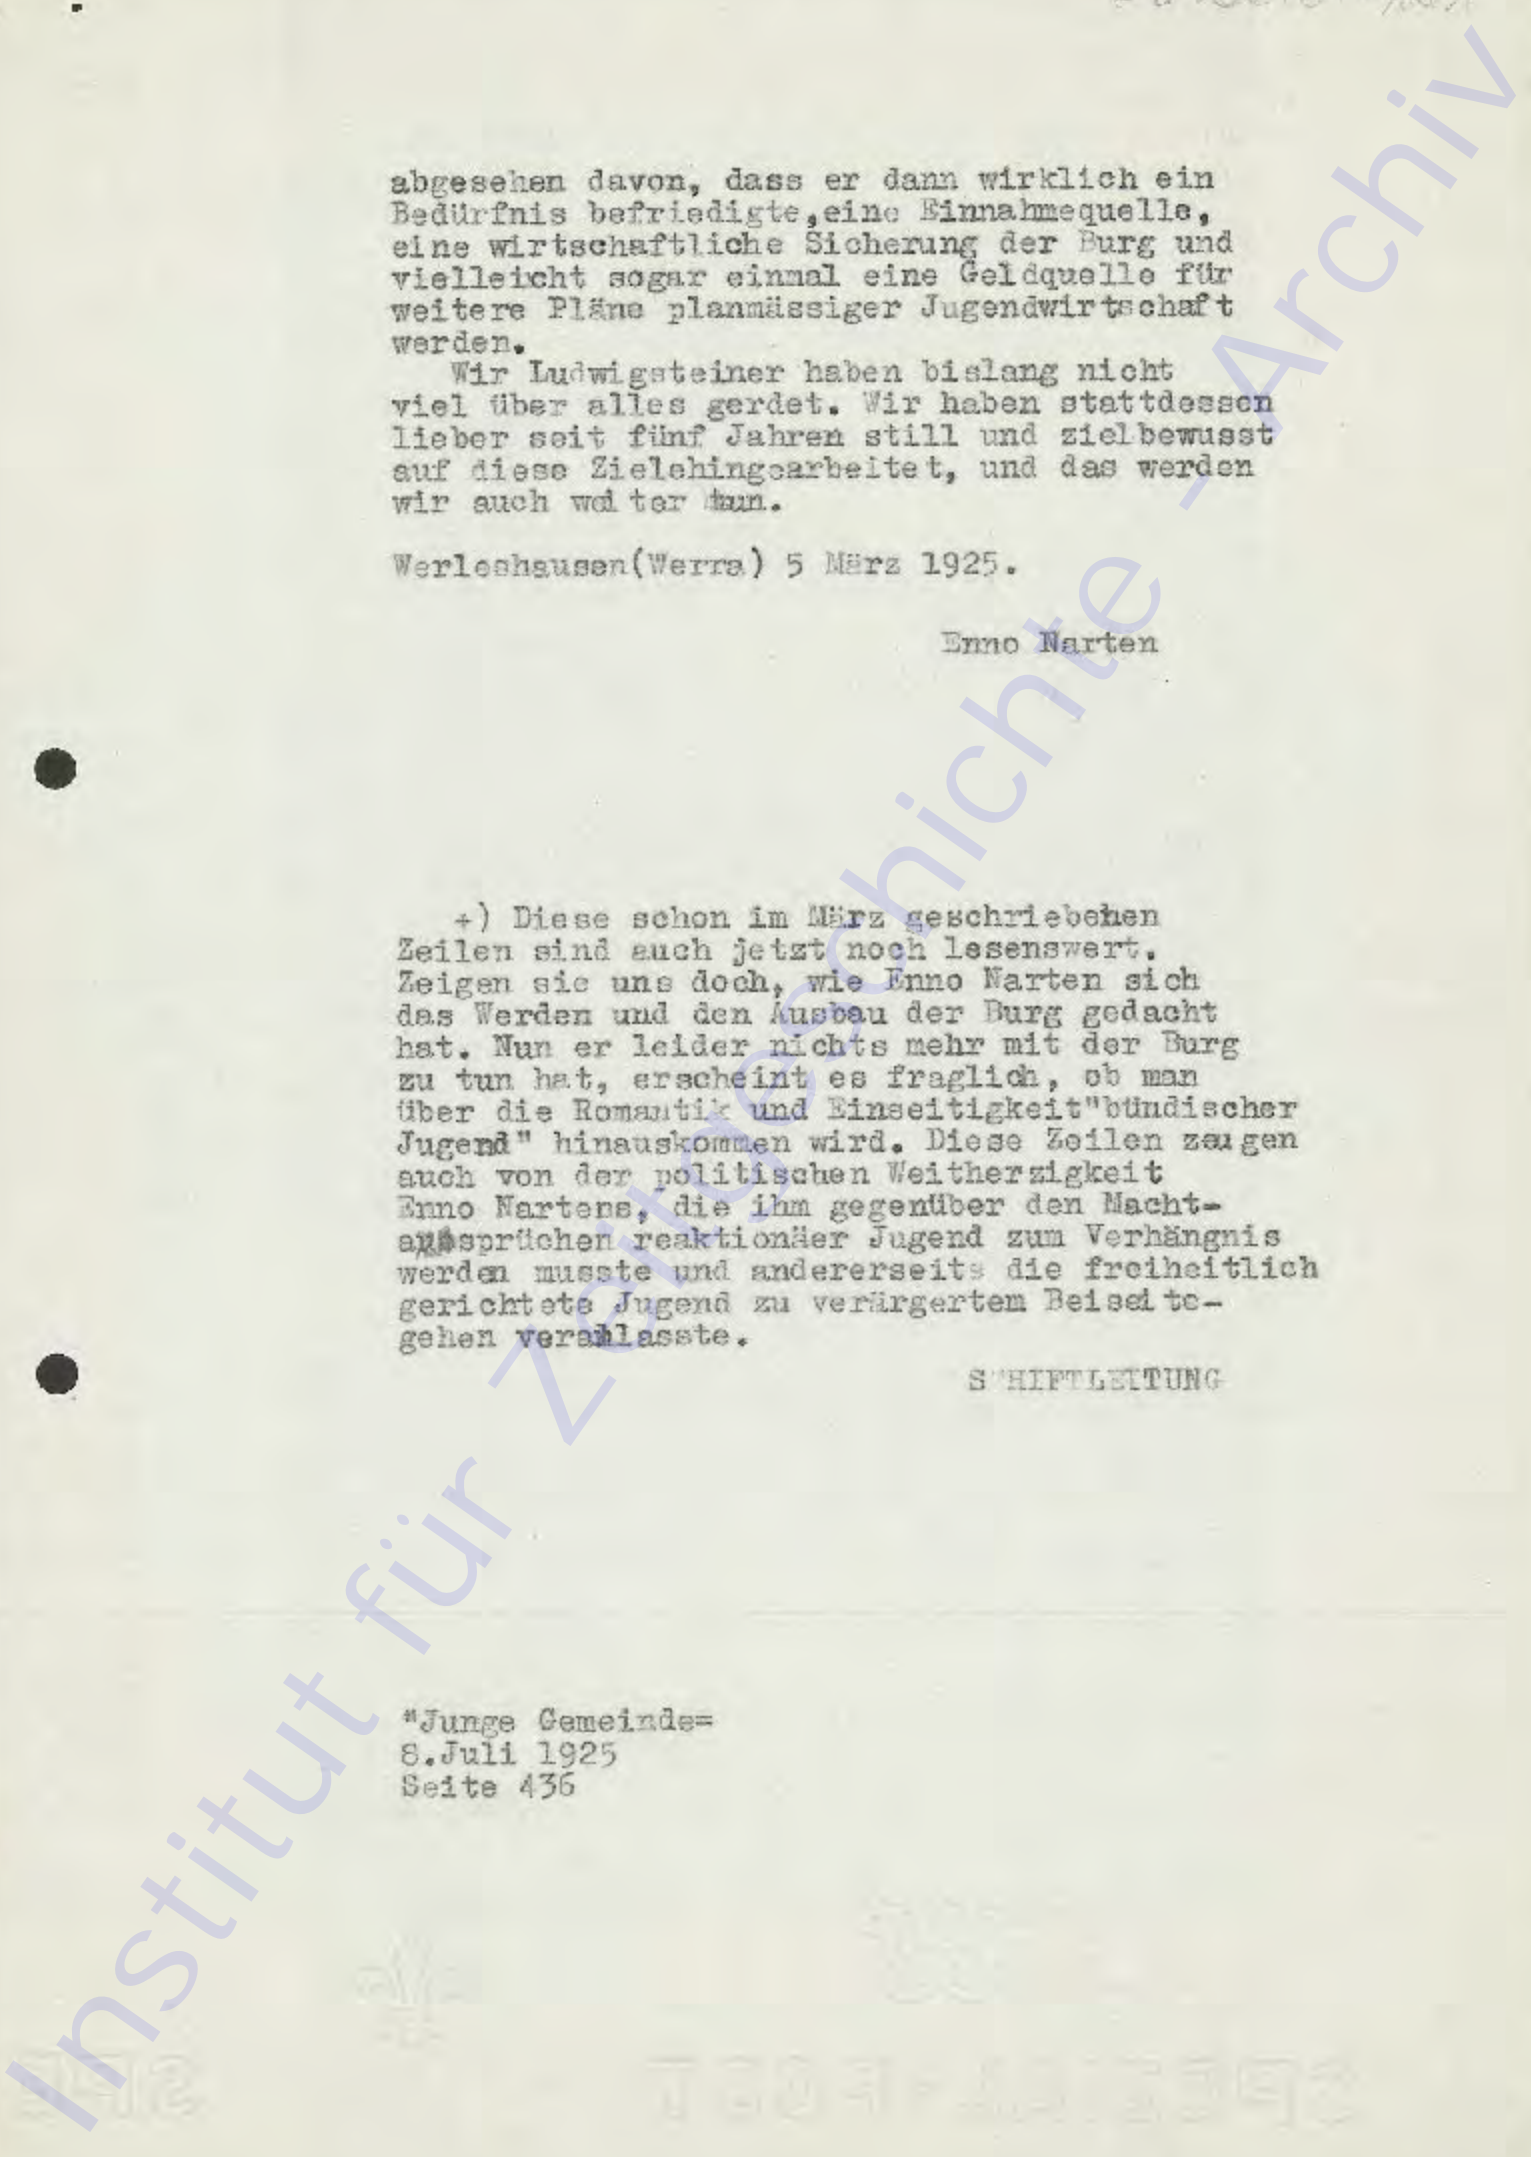 abgesehen davon, dass er dann wirklich ein
Bedürfnis befriedigte,eine Einnahmequelle,
eine wirtschaftliche Sicherung der Burg und
vielleicht sogar einmal eine Geldquelle für
weitere Pläne planmässiger Jugendwirtschaft
werden.
Wir Ludwigsteiner haben bislang nicht
viel über alles gerdet. Wir haben stattdessen
lieber seit fünf Jahren still und zielbewusst
auf diese Zielehingearbeitet, und das werden
wir auch weiter tun.
Werleshausen(Werra) 5 März 1925.
Enno Narten
+) Diese schon im März geschriebenen
Zeilen sind auch jetzt noch lesenswert.
Zeigen sie uns doch, wie Enno Narten sich
das Werden und den Ausbau der Burg gedacht
hat. Nun er leider nichts mehr mit der Burg
zu tun hat, erscheint es fraglich, ob man
über die Romantik und Einseitigkeit"bündischer
Jugend" hinauskommen wird. Diese Zeilen zeugen
auch von der politischen Weitherzigkeit
Enno Nartens, die ihm gegenüber den Macht-
ansprüchen reaktionäer Jugend zum Verhängnis
werden musste und andererseits die freiheitlich
gerichtete Jugend zu verärgertem Beiseite-
gehen veranlasste.
SCHIFTLEITUNG
"Junge Gemeinde=
8.Juli 1925
Seite 436
Institut für Zeitgeschichte - Archiv